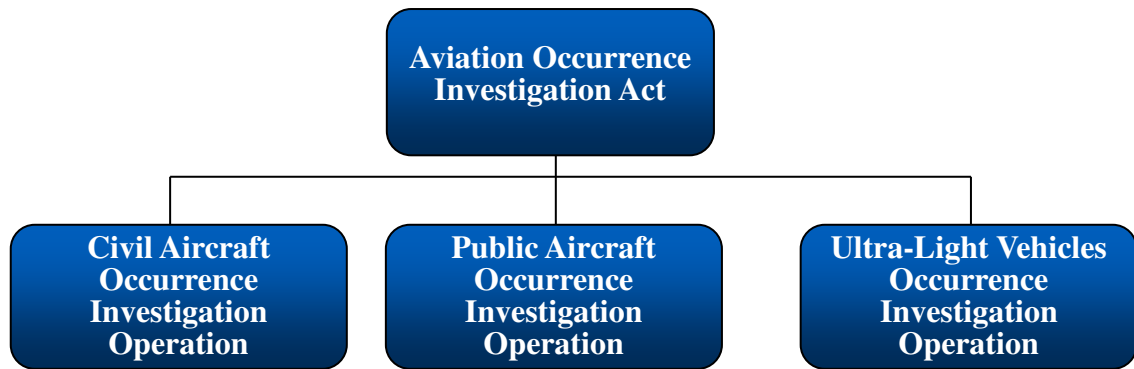 Aviation Occurrence
Investigation Act
Civil Aircraft
Occurrence
Investigation
Operation
Public Aircraft
Occurrence
Investigation
Operation
Ultra-Light Vehicles
Occurrence
Investigation
Operation